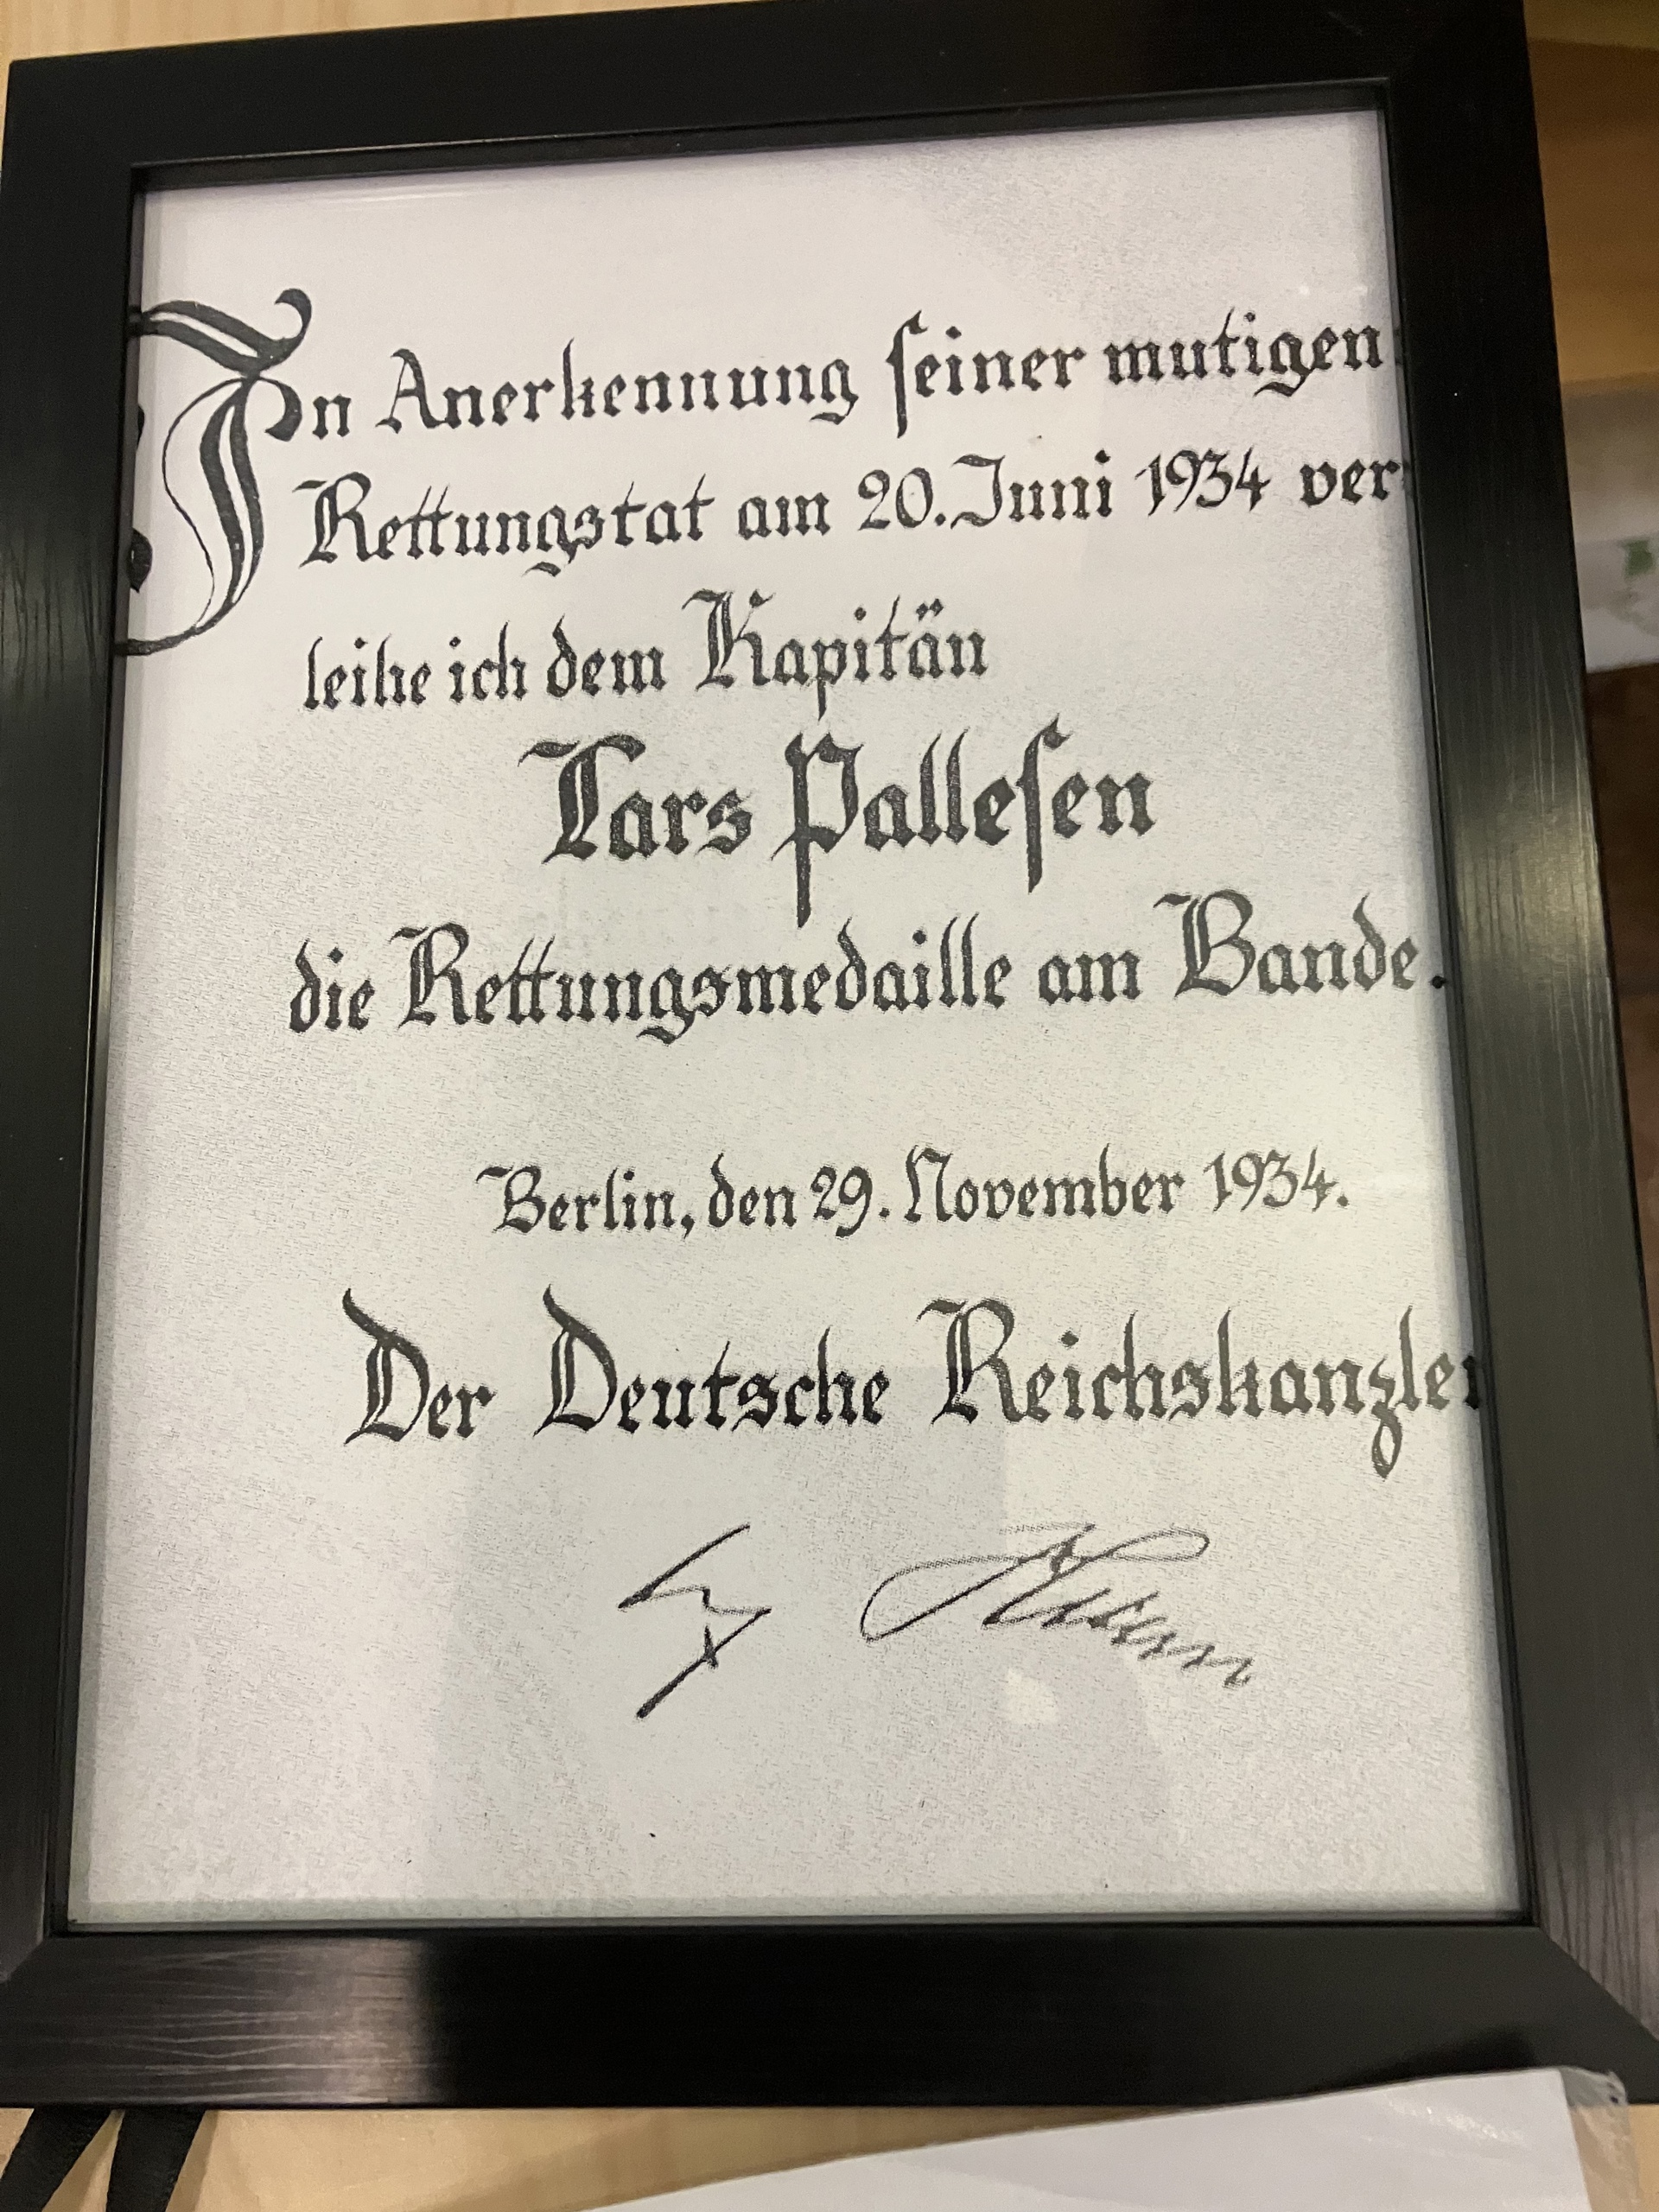 In Anerkennung seiner mutigen
Rettungstat am 20. Juni 1934 ver
leihe ich dem Kapitän
Lars Pallesen
die Rettungsmedaille am Bande.
Berlin, den 29. November 1934.
Der Deutsche Reichskanzler